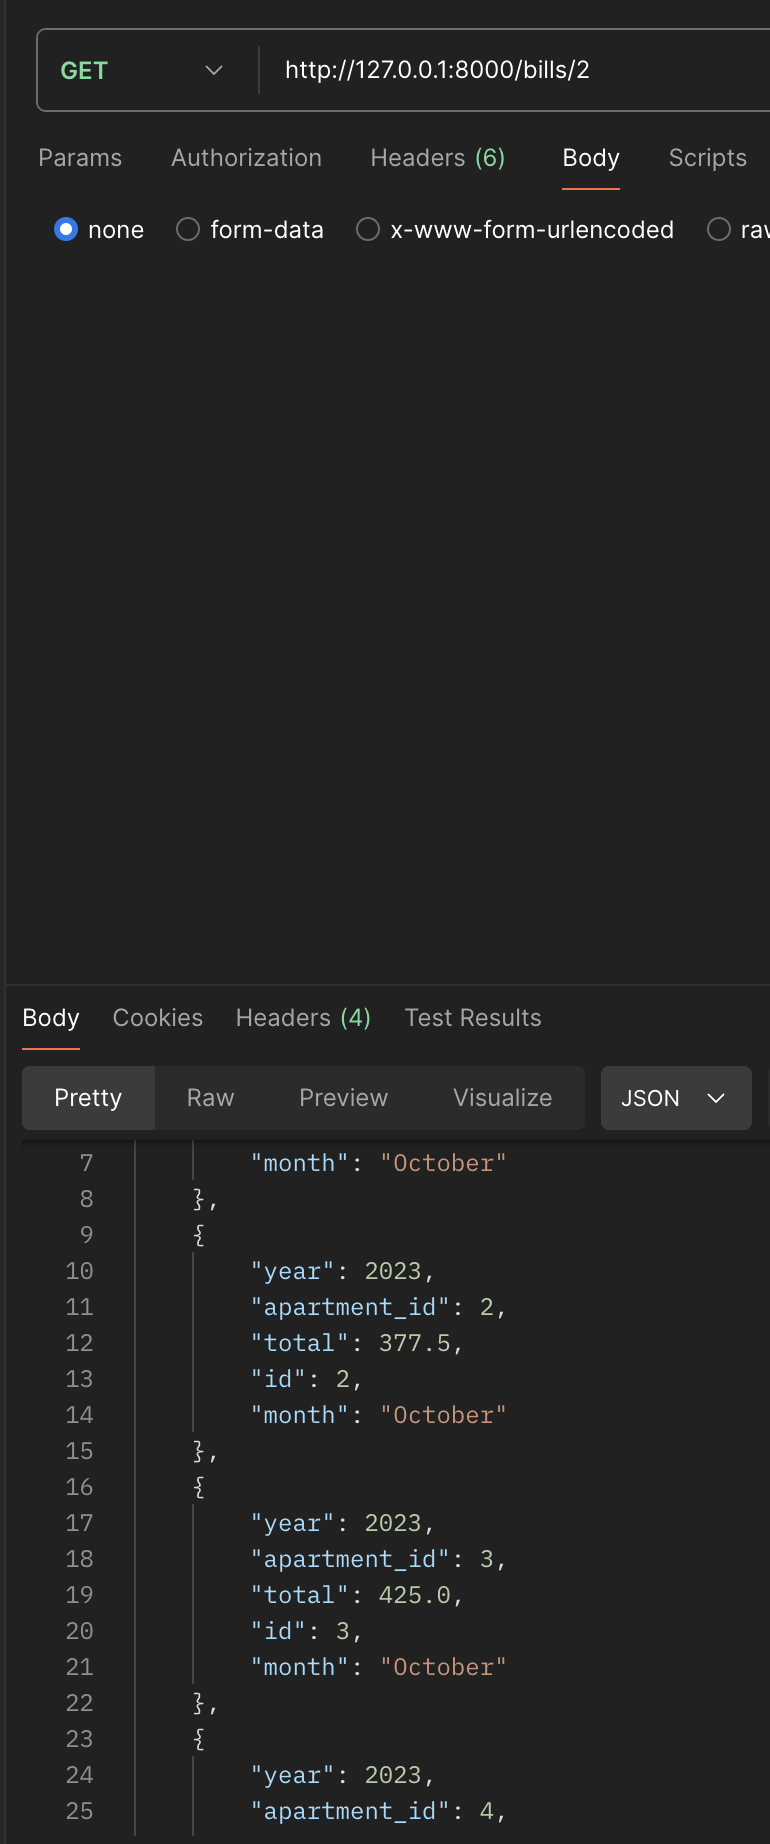 GET http://127.0.0.1:8000/bills/2
Params Authorization Headers (6) Body Scripts
none form-data x-www-form-urlencoded raw
Body Cookies Headers (4) Test Results
Pretty Raw Preview Visualize JSON
7 "month": "October"
8 },
9 {
10 "year": 2023,
11 "apartment_id": 2,
12 "total": 377.5,
13 "id": 2,
14 "month": "October"
15 },
16 {
17 "year": 2023,
18 "apartment_id": 3,
19 "total": 425.0,
20 "id": 3,
21 "month": "October"
22 },
23 {
24 "year": 2023,
25 "apartment_id": 4,